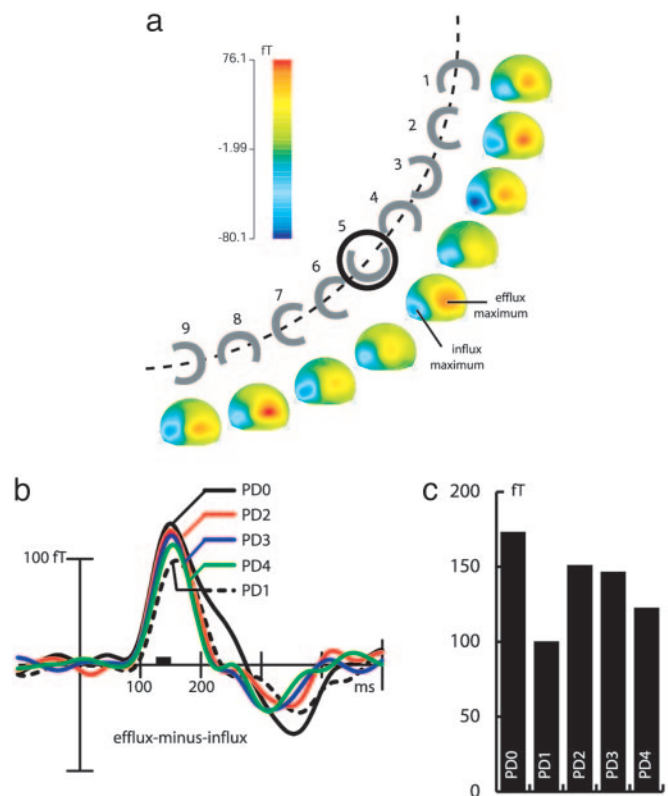 a
76.1
fT
-1.99
-80.1
1
2
3
4
5
6
7
8
9
efflux
maximum
influx
maximum
b
PD0
PD2
PD3
PD4
PD1
100 fT
100
200
ms
efflux-minus-influx
c
200
fT
150
100
50
0
PD0
PD1
PD2
PD3
PD4